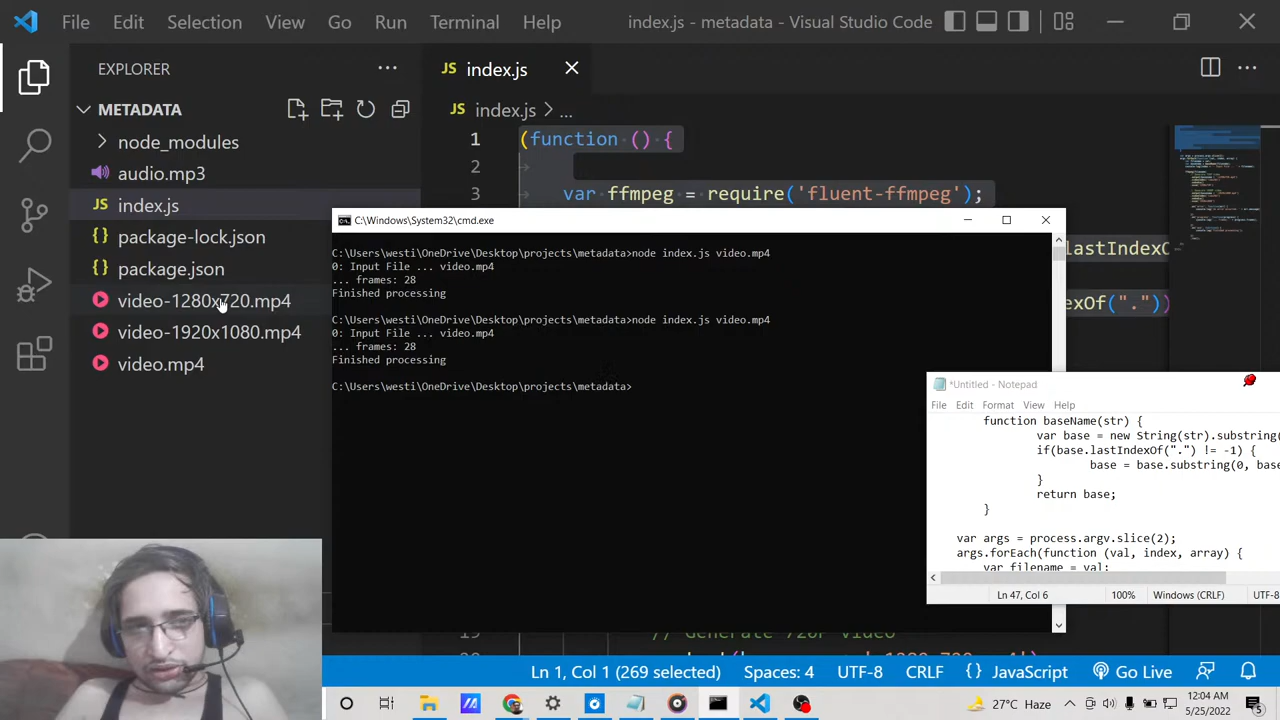 File Edit Selection View Go Run Terminal Help index.js - metadata - Visual Studio Code
EXPLORER
JS index.js
METADATA
JS index.js > ...
node_modules
audio.mp3
JS index.js
{} package-lock.json
{} package.json
video-1280x720.mp4
video-1920x1080.mp4
video.mp4
1 (function () {
2
3 var ffmpeg = require('fluent-ffmpeg');
lastIndexO
xOf("."))
C:\Windows\System32\cmd.exe
C:\Users\westi\OneDrive\Desktop\projects\metadata>node index.js video.mp4
0: Input File ... video.mp4
... frames: 28
Finished processing
C:\Users\westi\OneDrive\Desktop\projects\metadata>node index.js video.mp4
0: Input File ... video.mp4
... frames: 28
Finished processing
C:\Users\westi\OneDrive\Desktop\projects\metadata>
*Untitled - Notepad
File Edit Format View Help
function baseName(str) {
var base = new String(str).substring(
if(base.lastIndexOf(".") != -1) {
base = base.substring(0, base
}
return base;
}
var args = process.argv.slice(2);
args.forEach(function (val, index, array) {
var filename = val;
Ln 47, Col 6 100% Windows (CRLF) UTF-8
// Generate 720P video
Ln 1, Col 1 (269 selected) Spaces: 4 UTF-8 CRLF {} JavaScript Go Live
27°C Haze 12:04 AM
5/25/2022 5